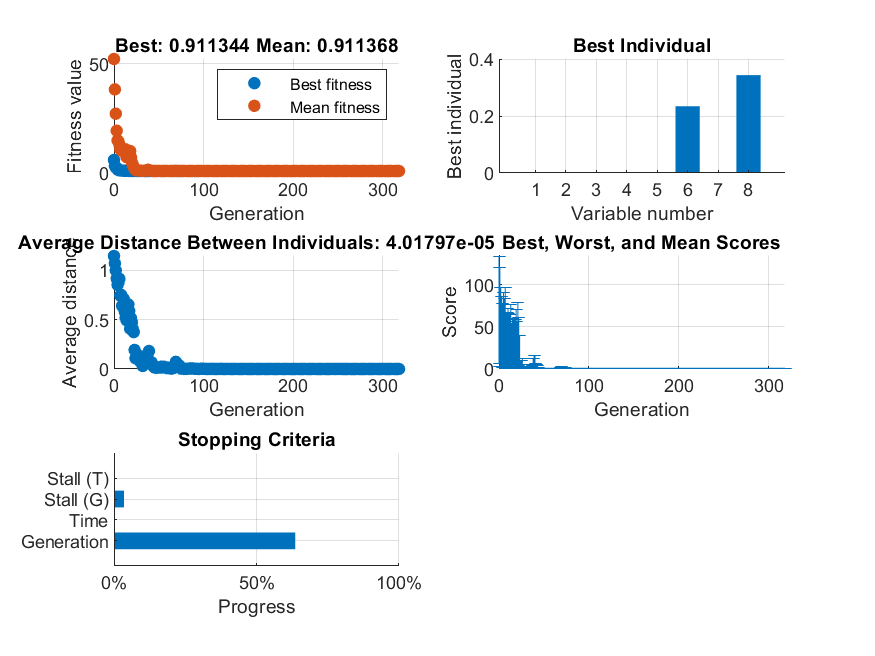 Best: 0.911344 Mean: 0.911368
Fitness value
50
0
Best fitness
Mean fitness
0 100 200 300
Generation
Best Individual
Best individual
0.4
0.2
0
1 2 3 4 5 6 7 8
Variable number
Average Distance Between Individuals: 4.01797e-05
Average distance
1
0.5
0
0 100 200 300
Generation
Best, Worst, and Mean Scores
Score
100
50
0
0 100 200 300
Generation
Stopping Criteria
Stall (T)
Stall (G)
Time
Generation
0% 50% 100%
Progress